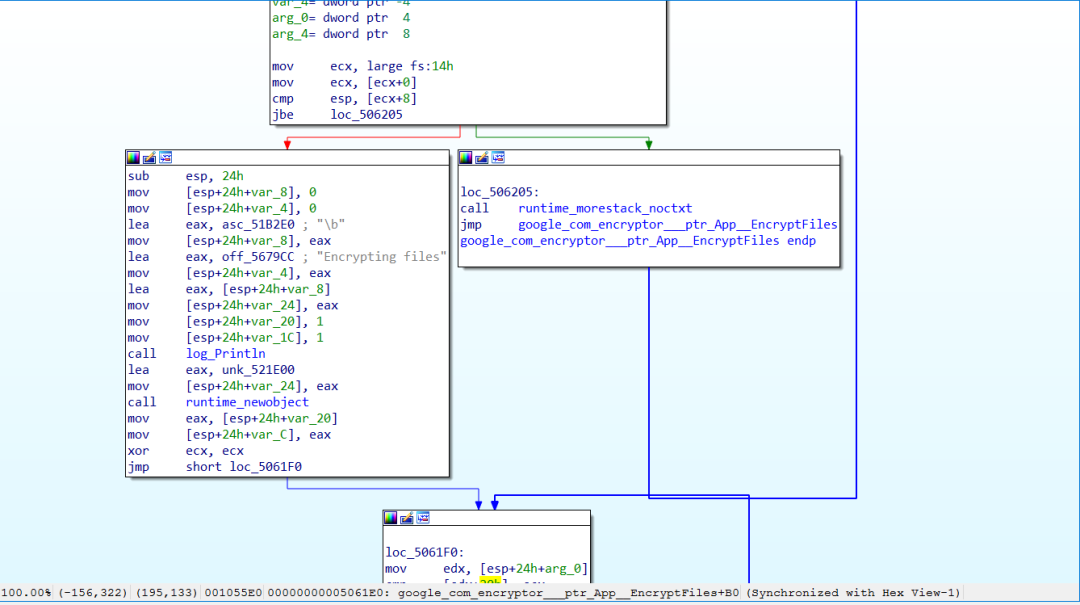 var_4= dword ptr -4
arg_0= dword ptr  4
arg_4= dword ptr  8
mov     ecx, large fs:14h
mov     ecx, [ecx+0]
cmp     esp, [ecx+8]
jbe     loc_506205
sub     esp, 24h
mov     [esp+24h+var_8], 0
mov     [esp+24h+var_4], 0
lea     eax, asc_51B2E0 ; "\b"
mov     [esp+24h+var_8], eax
lea     eax, off_5679CC ; "Encrypting files"
mov     [esp+24h+var_4], eax
lea     eax, [esp+24h+var_8]
mov     [esp+24h+var_24], eax
mov     [esp+24h+var_20], 1
mov     [esp+24h+var_1C], 1
call    log_Println
lea     eax, unk_521E00
mov     [esp+24h+var_24], eax
call    runtime_newobject
mov     eax, [esp+24h+var_20]
mov     [esp+24h+var_C], eax
xor     ecx, ecx
jmp     short loc_5061F0
loc_506205:
call    runtime_morestack_noctxt
jmp     google_com_encryptor___ptr_App__EncryptFiles
google_com_encryptor___ptr_App__EncryptFiles endp
loc_5061F0:
mov     edx, [esp+24h+arg_0]
100.00% (-156,322) (195,133) 001055E0 00000000005061E0: google_com_encryptor___ptr_App__EncryptFiles+B0 (Synchronized with Hex View-1)